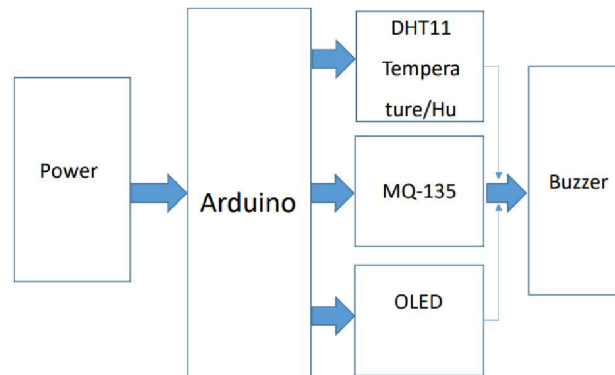 Power
Arduino
DHT11
Tempera
ture/Hu
MQ-135
OLED
Buzzer